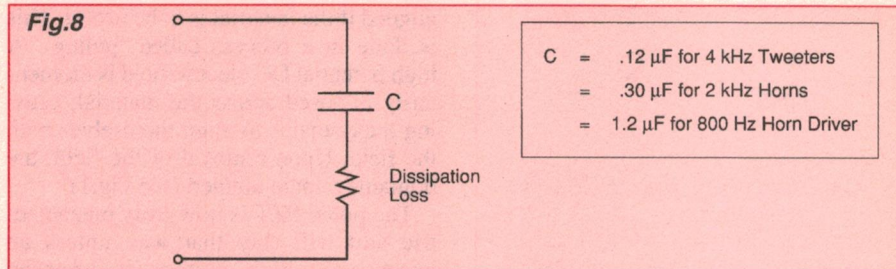 Fig.8
C
Dissipation
Loss
C = .12 µF for 4 kHz Tweeters
= .30 µF for 2 kHz Horns
= 1.2 µF for 800 Hz Horn Driver